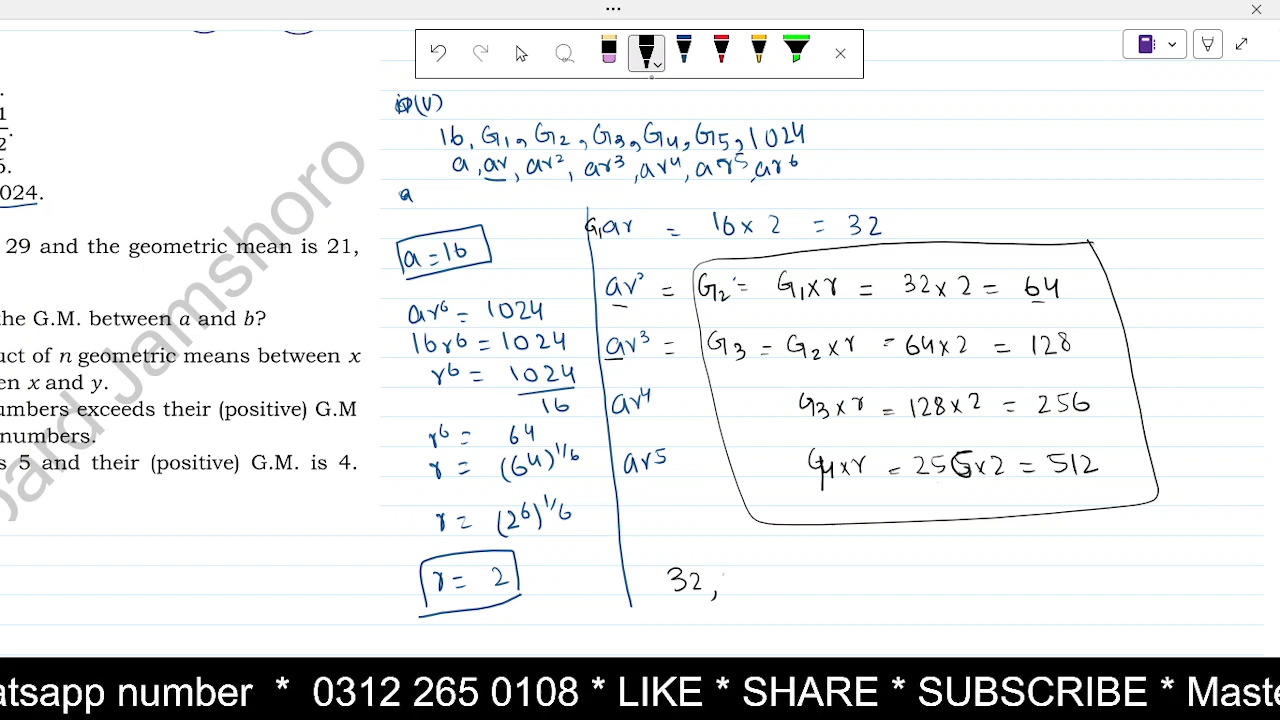 .
1
2.
5.
024.
29 and the geometric mean is 21,
the G.M. between a and b?
uct of n geometric means between x
en x and y.
umbers exceeds their (positive) G.M
numbers.
s 5 and their (positive) G.M. is 4.
oard Jamshoro
(V)
16, G₁, G₂, G₃, G₄, G₅, 1024
a, ar, ar², ar³, ar⁴, ar⁵, ar⁶
a
a = 16
ar⁶ = 1024
16r⁶ = 1024
r⁶ = 1024
16
r⁶ = 64
r = (64)^1/6
r = (2⁶)^1/6
r = 2
G₁ ar = 16 × 2 = 32
ar² = G₂ = G₁ × r = 32 × 2 = 64
ar³ = G₃ = G₂ × r = 64 × 2 = 128
ar⁴ G₃ × r = 128 × 2 = 256
ar⁵ G₄ × r = 256 × 2 = 512
32,
atsapp number * 0312 265 0108 * LIKE * SHARE * SUBSCRIBE * Maste